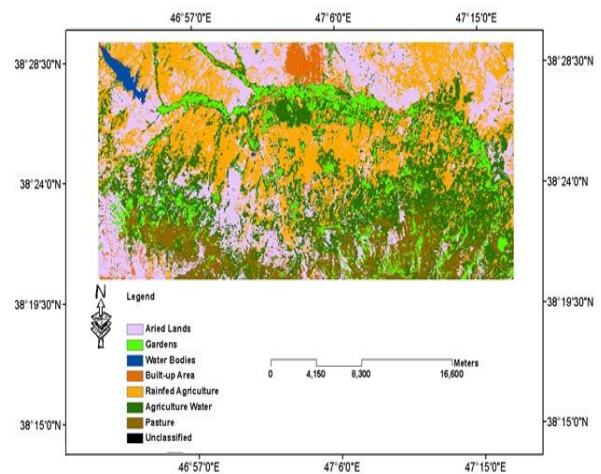 46°57'0"E 47°6'0"E 47°15'0"E
38°28'30"N 38°28'30"N
38°24'0"N 38°24'0"N
38°19'30"N 38°19'30"N
N
Legend
Aried Lands
Gardens
Water Bodies
Built-up Area
Rainfed Agriculture
Agriculture Water
Pasture
Unclassified
Meters
0 4,150 8,300 16,600
38°15'0"N 38°15'0"N
46°57'0"E 47°6'0"E 47°15'0"E